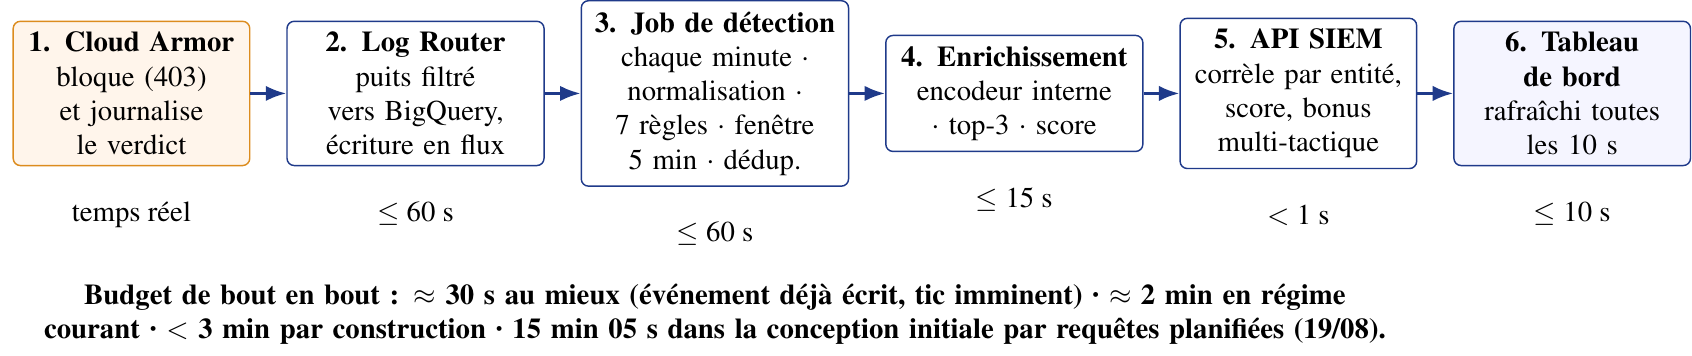 1. Cloud Armor
bloque (403)
et journalise
le verdict
temps réel
2. Log Router
puits filtré
vers BigQuery,
écriture en flux
≤ 60 s
3. Job de détection
chaque minute ·
normalisation ·
7 règles · fenêtre
5 min · dédup.
≤ 60 s
4. Enrichissement
encodeur interne
· top-3 · score
≤ 15 s
5. API SIEM
corrèle par entité,
score, bonus
multi-tactique
< 1 s
6. Tableau
de bord
rafraîchi toutes
les 10 s
≤ 10 s
Budget de bout en bout : ≈ 30 s au mieux (événement déjà écrit, tic imminent) · ≈ 2 min en régime
courant · < 3 min par construction · 15 min 05 s dans la conception initiale par requêtes planifiées (19/08).